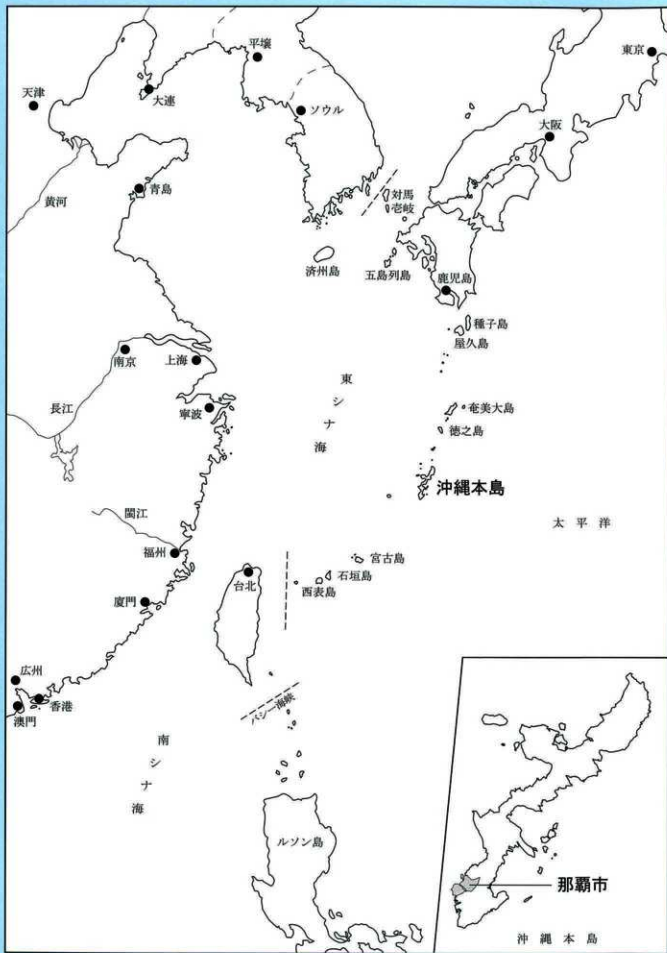 東京
平壌
天津
大連
ソウル
大阪
黄河
青島
対馬
壱岐
済州島
五島列島
鹿児島
種子島
屋久島
南京
上海
東シナ海
長江
寧波
奄美大島
徳之島
沖縄本島
閩江
太平洋
福州
宮古島
台北
石垣島
西表島
廈門
広州
香港
澳門
バシー海峡
南シナ海
ルソン島
那覇市
沖縄本島